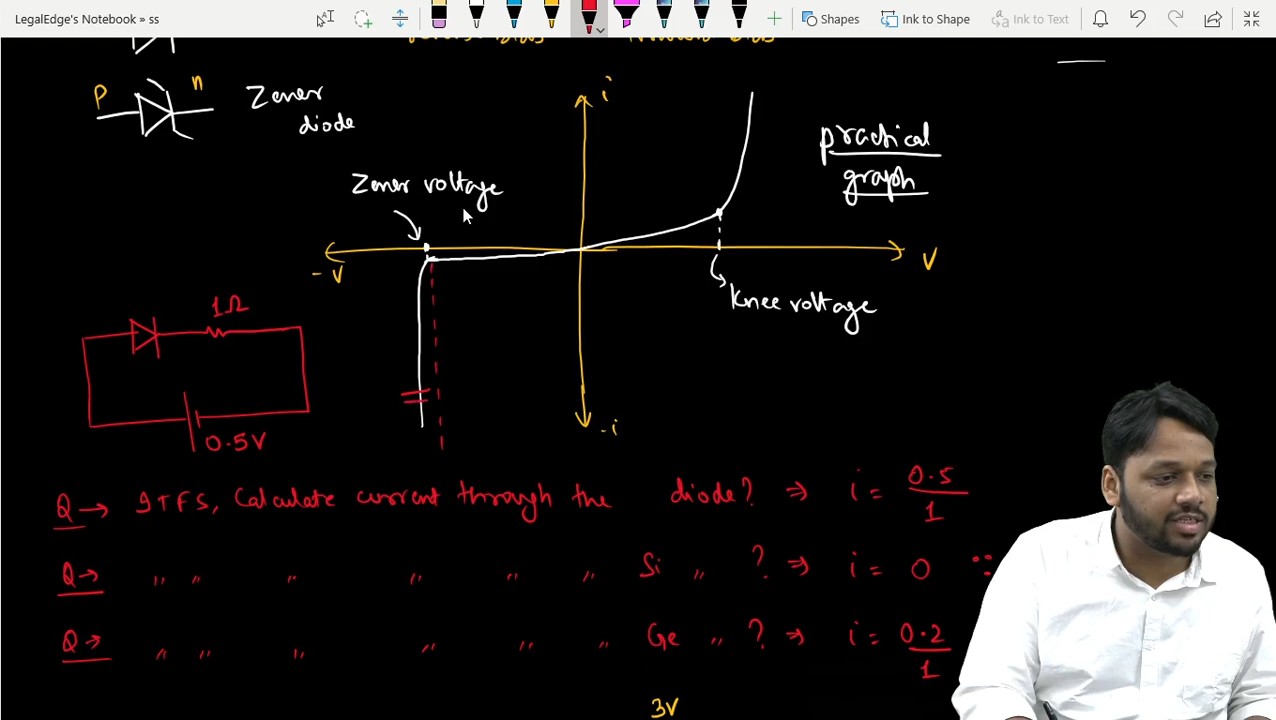 LegalEdge's Notebook » ss
Shapes
Ink to Shape
Ink to Text
P
n
Zener
diode
i
practical
graph
Zener voltage
-V
V
Knee voltage
1Ω
0.5V
-i
Q→ ITFS, Calculate current through the diode? ⇒ i = 0.5/1
Q→ " " " " " " Si " ? ⇒ i = 0 ∵
Q→ " " " " " " Ge " ? ⇒ i = 0.2/1
3V